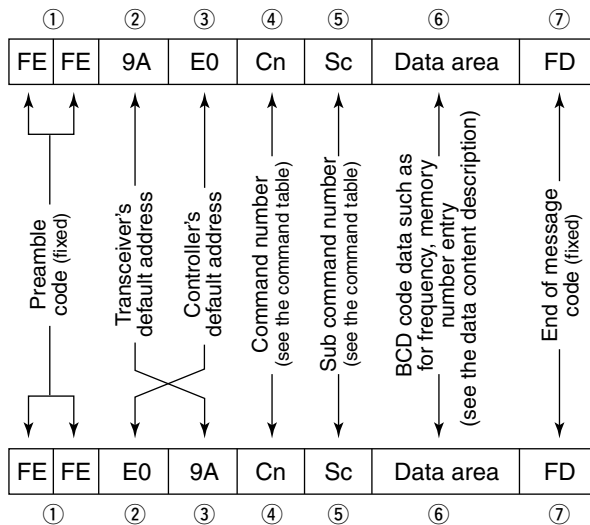 ① ② ③ ④ ⑤ ⑥ ⑦
FE FE 9A E0 Cn Sc Data area FD
Preamble
code (fixed)
Transceiver's
default address
Controller's
default address
Command number
(see the command table)
Sub command number
(see the command table)
BCD code data such as
for frequency, memory
number entry
(see the data content description)
End of message
code (fixed)
FE FE E0 9A Cn Sc Data area FD
① ② ③ ④ ⑤ ⑥ ⑦